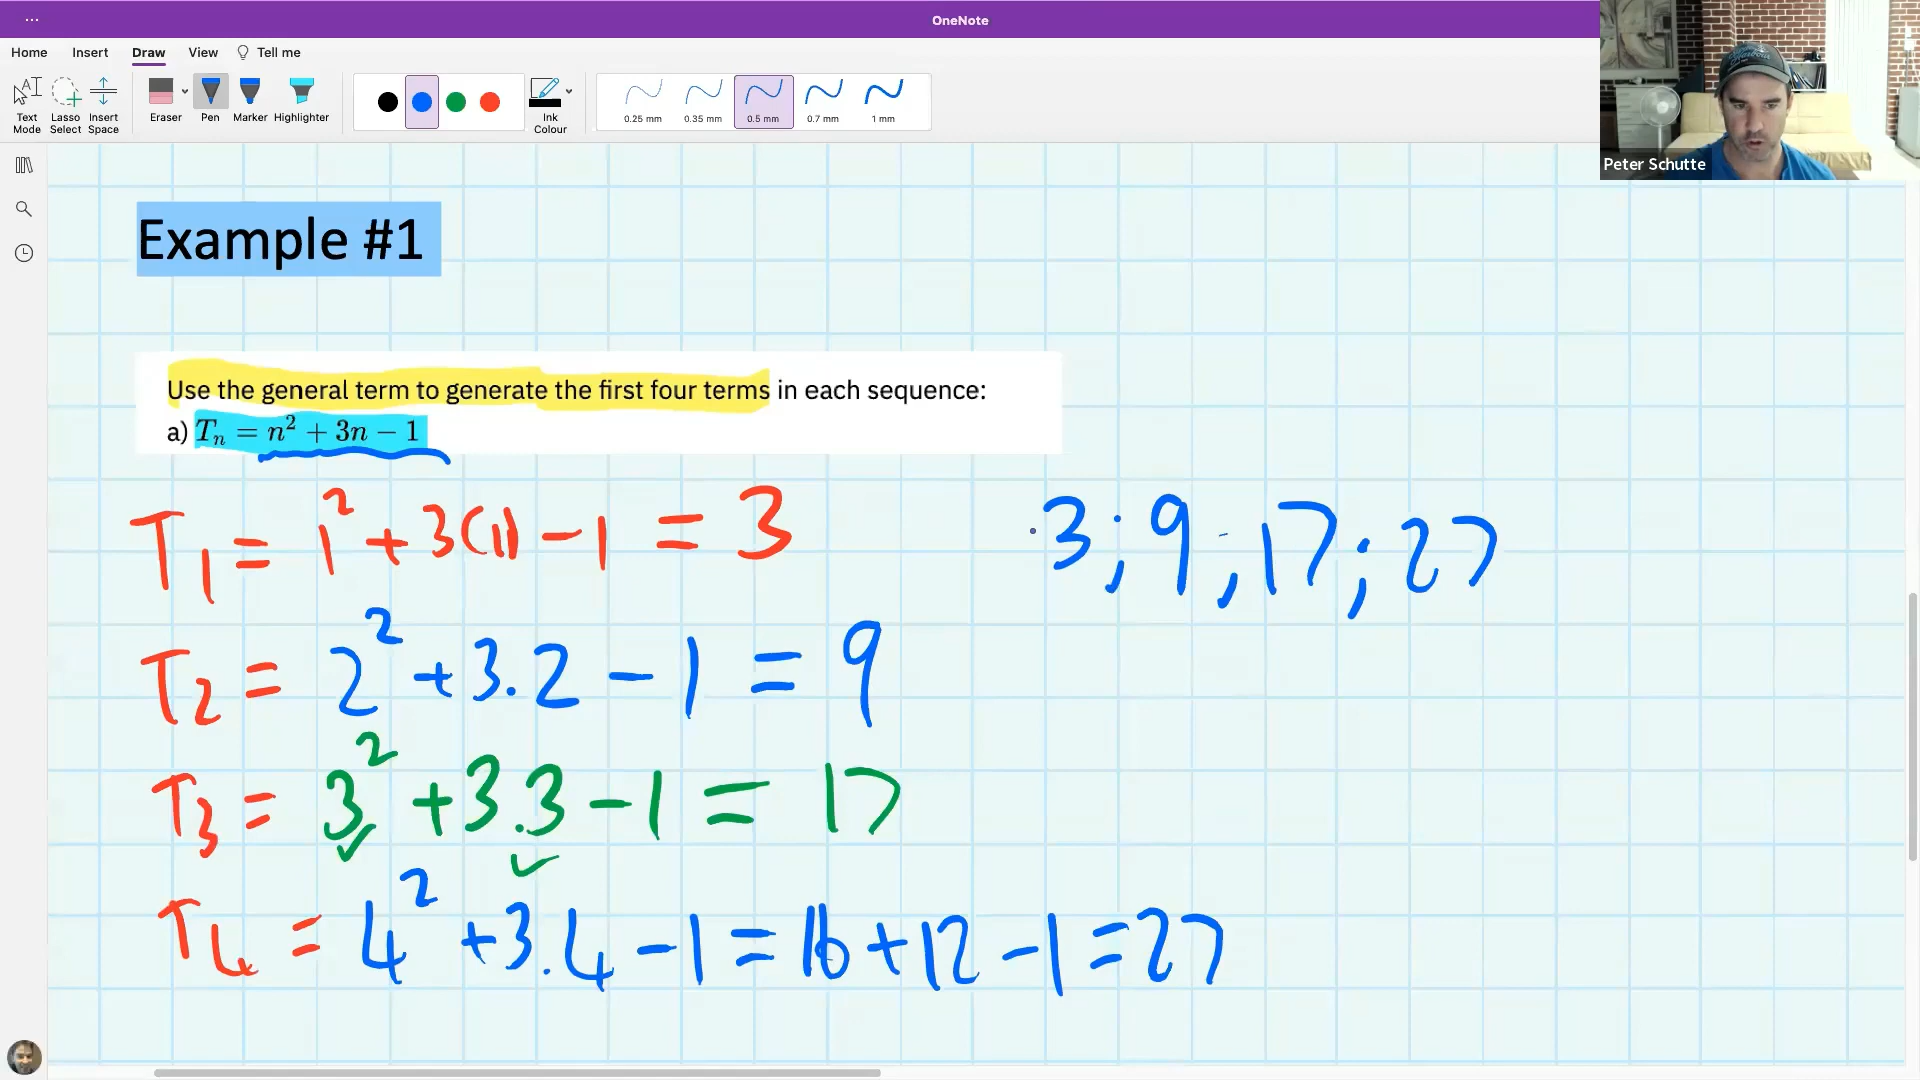 OneNote
Home Insert Draw View Tell me
Text Mode
Lasso Select
Insert Space
Eraser
Pen
Marker
Highlighter
Ink Colour
0.25 mm 0.35 mm 0.5 mm 0.7 mm 1 mm
Peter Schutte
Example #1
Use the general term to generate the first four terms in each sequence:
a) Tₙ = n² + 3n − 1
T₁ = 1² + 3(1) − 1 = 3
3 ; 9 ; 17 ; 27
T₂ = 2² + 3.2 − 1 = 9
T₃ = 3² + 3.3 − 1 = 17
T₄ = 4² + 3.4 − 1 = 16 + 12 − 1 = 27